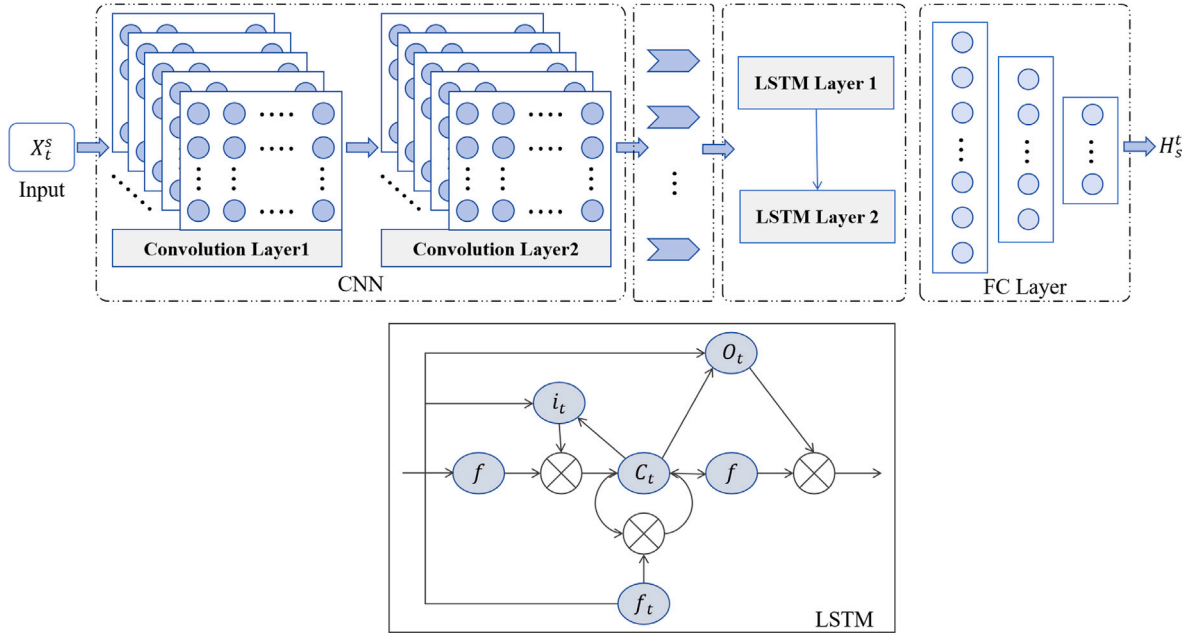 X_t^s
Input
Convolution Layer1
Convolution Layer2
CNN
LSTM Layer 1
LSTM Layer 2
FC Layer
H_s^t
O_t
i_t
f
C_t
f
f_t
LSTM